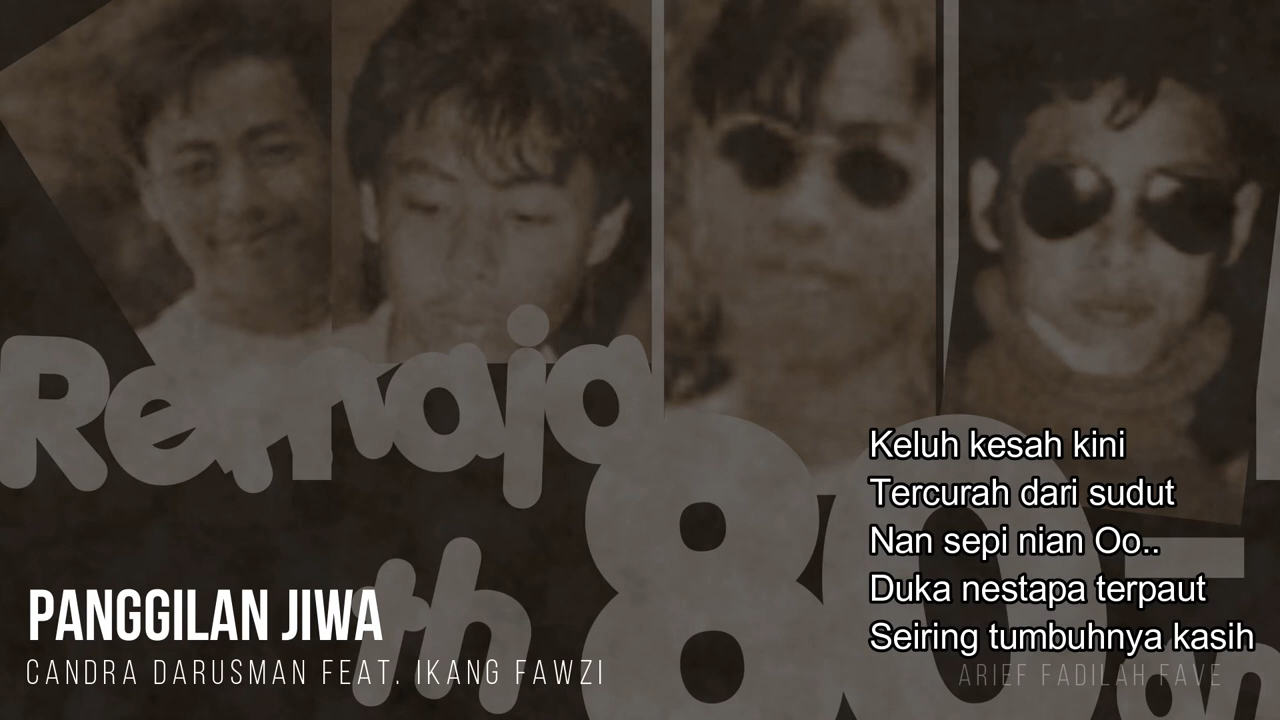 Remaja
th 80-an
Keluh kesah kini
Tercurah dari sudut
Nan sepi nian Oo..
Duka nestapa terpaut
Seiring tumbuhnya kasih
PANGGILAN JIWA
CANDRA DARUSMAN FEAT. IKANG FAWZI
ARIEF FADILAH FAVE